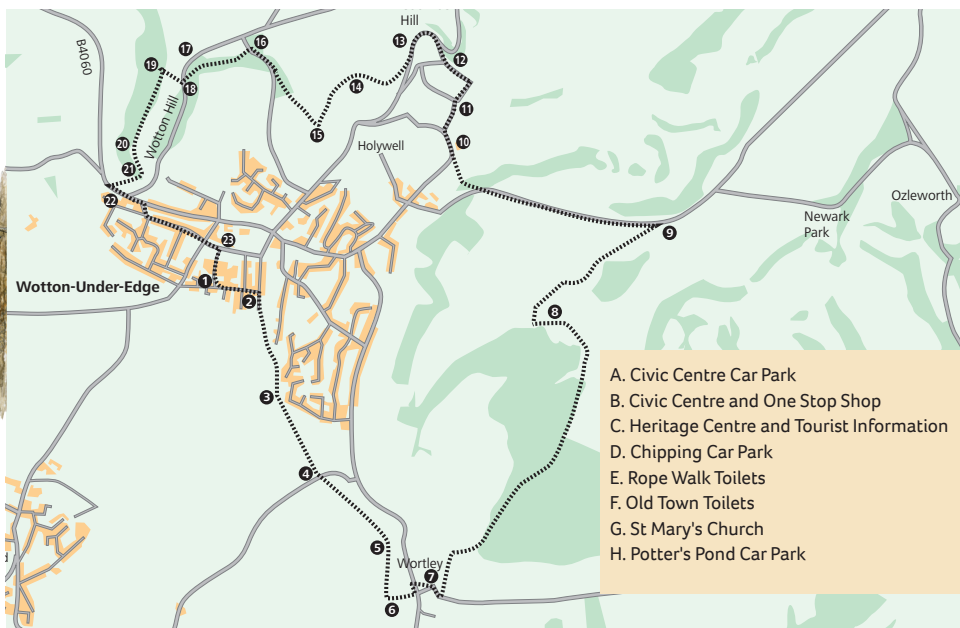 Hill
B4060
17
16
13
12
19
18
14
11
Wotton Hill
15
20
10
Holywell
21
22
Ozleworth
Newark
Park
23
9
1
Wotton-Under-Edge
2
8
3
4
5
Wortley
7
6
d
A. Civic Centre Car Park
B. Civic Centre and One Stop Shop
C. Heritage Centre and Tourist Information
D. Chipping Car Park
E. Rope Walk Toilets
F. Old Town Toilets
G. St Mary's Church
H. Potter's Pond Car Park